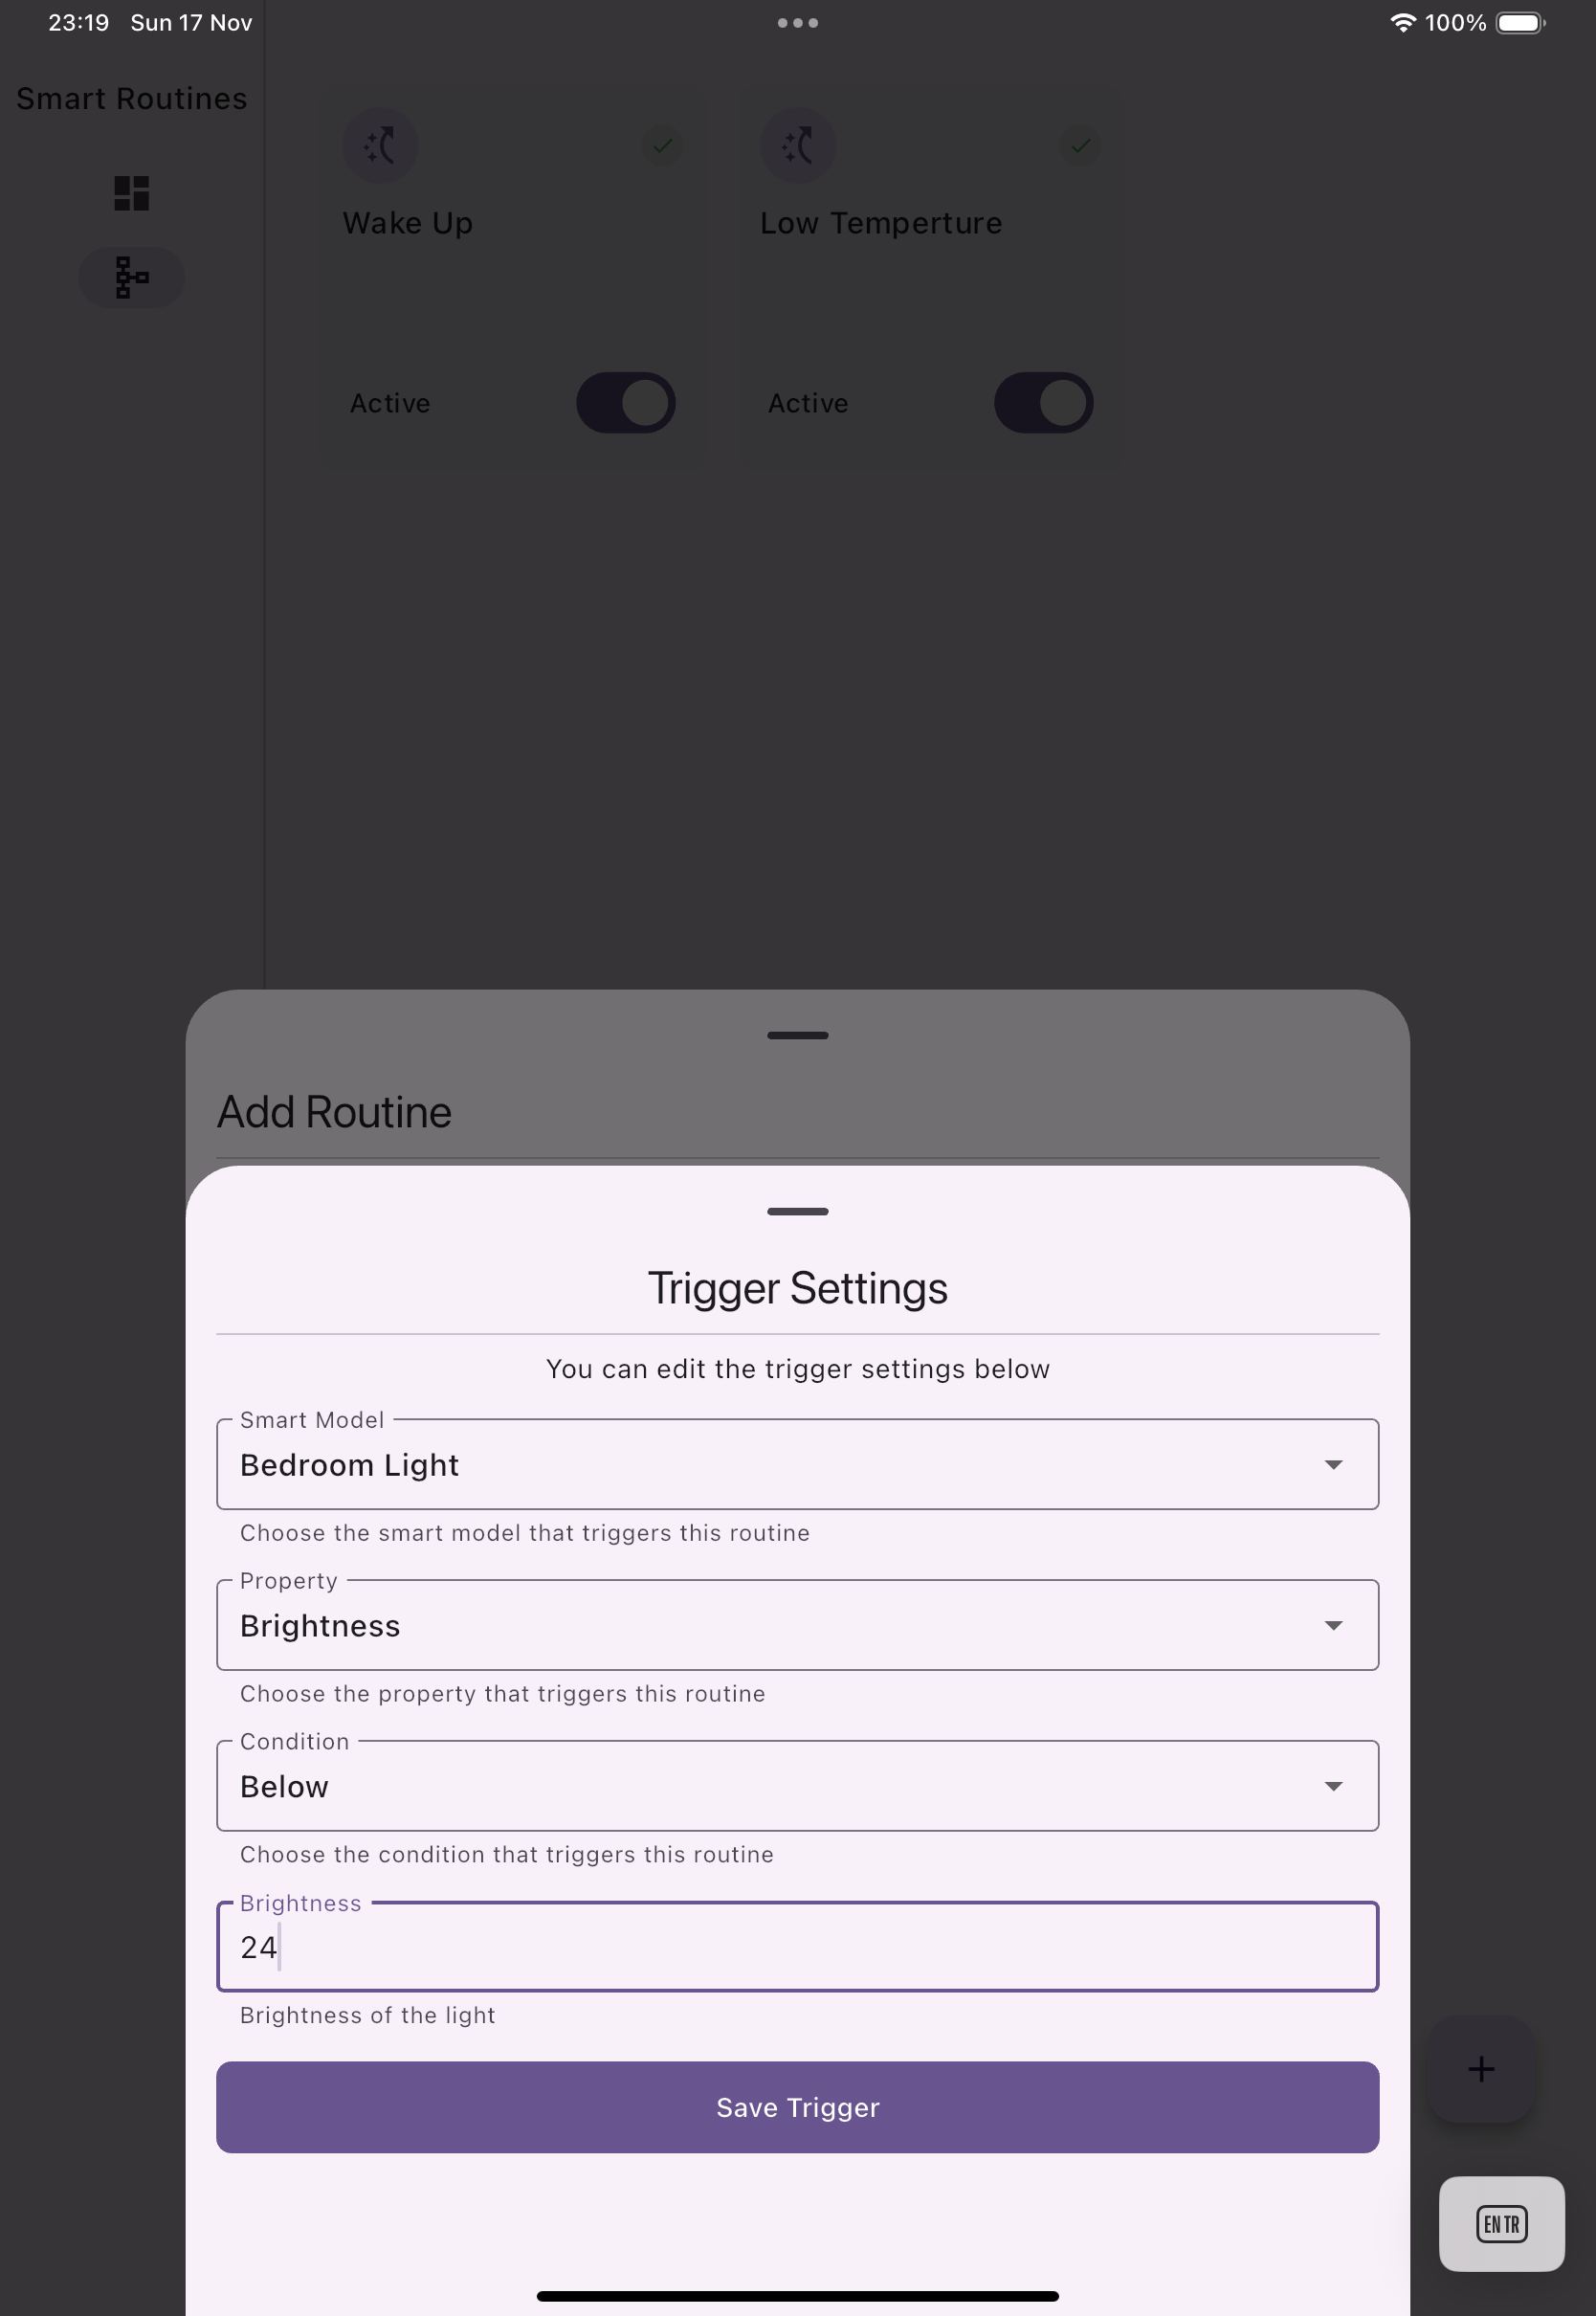 23:19 Sun 17 Nov
100%
Smart Routines
Wake Up
Low Temperture
Active
Active
Add Routine
Trigger Settings
You can edit the trigger settings below
Smart Model
Bedroom Light
Choose the smart model that triggers this routine
Property
Brightness
Choose the property that triggers this routine
Condition
Below
Choose the condition that triggers this routine
Brightness
24
Brightness of the light
Save Trigger
EN TR